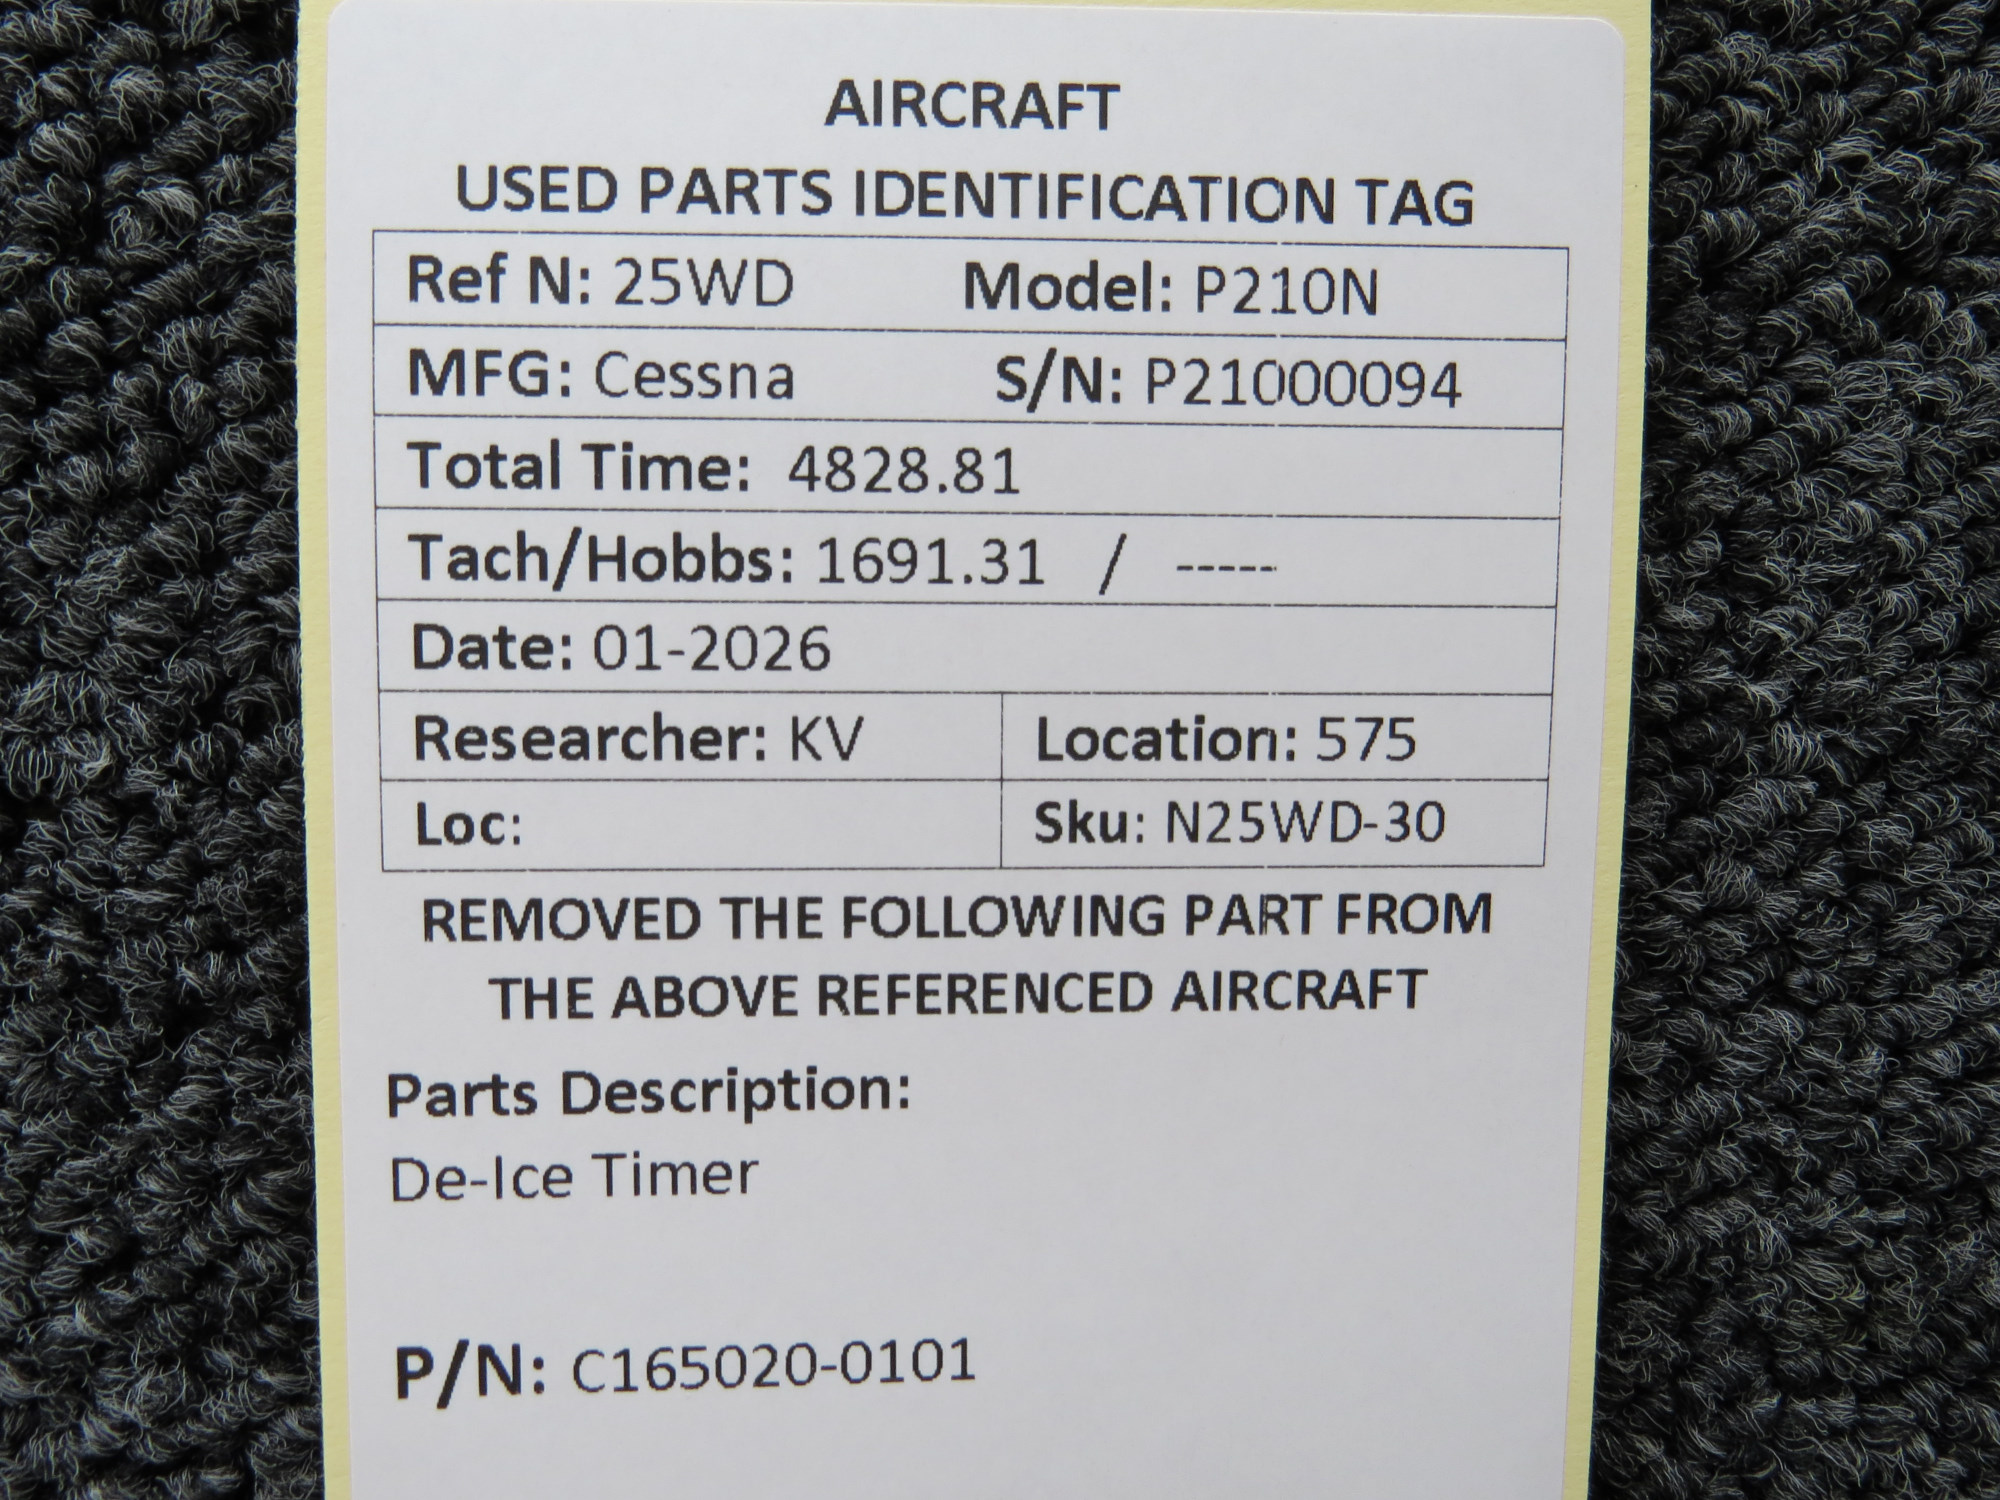 AIRCRAFT
USED PARTS IDENTIFICATION TAG
Ref N: 25WD Model: P210N
MFG: Cessna S/N: P21000094
Total Time: 4828.81
Tach/Hobbs: 1691.31 / -----
Date: 01-2026
Researcher: KV Location: 575
Loc: Sku: N25WD-30
REMOVED THE FOLLOWING PART FROM
THE ABOVE REFERENCED AIRCRAFT
Parts Description:
De-Ice Timer
P/N: C165020-0101